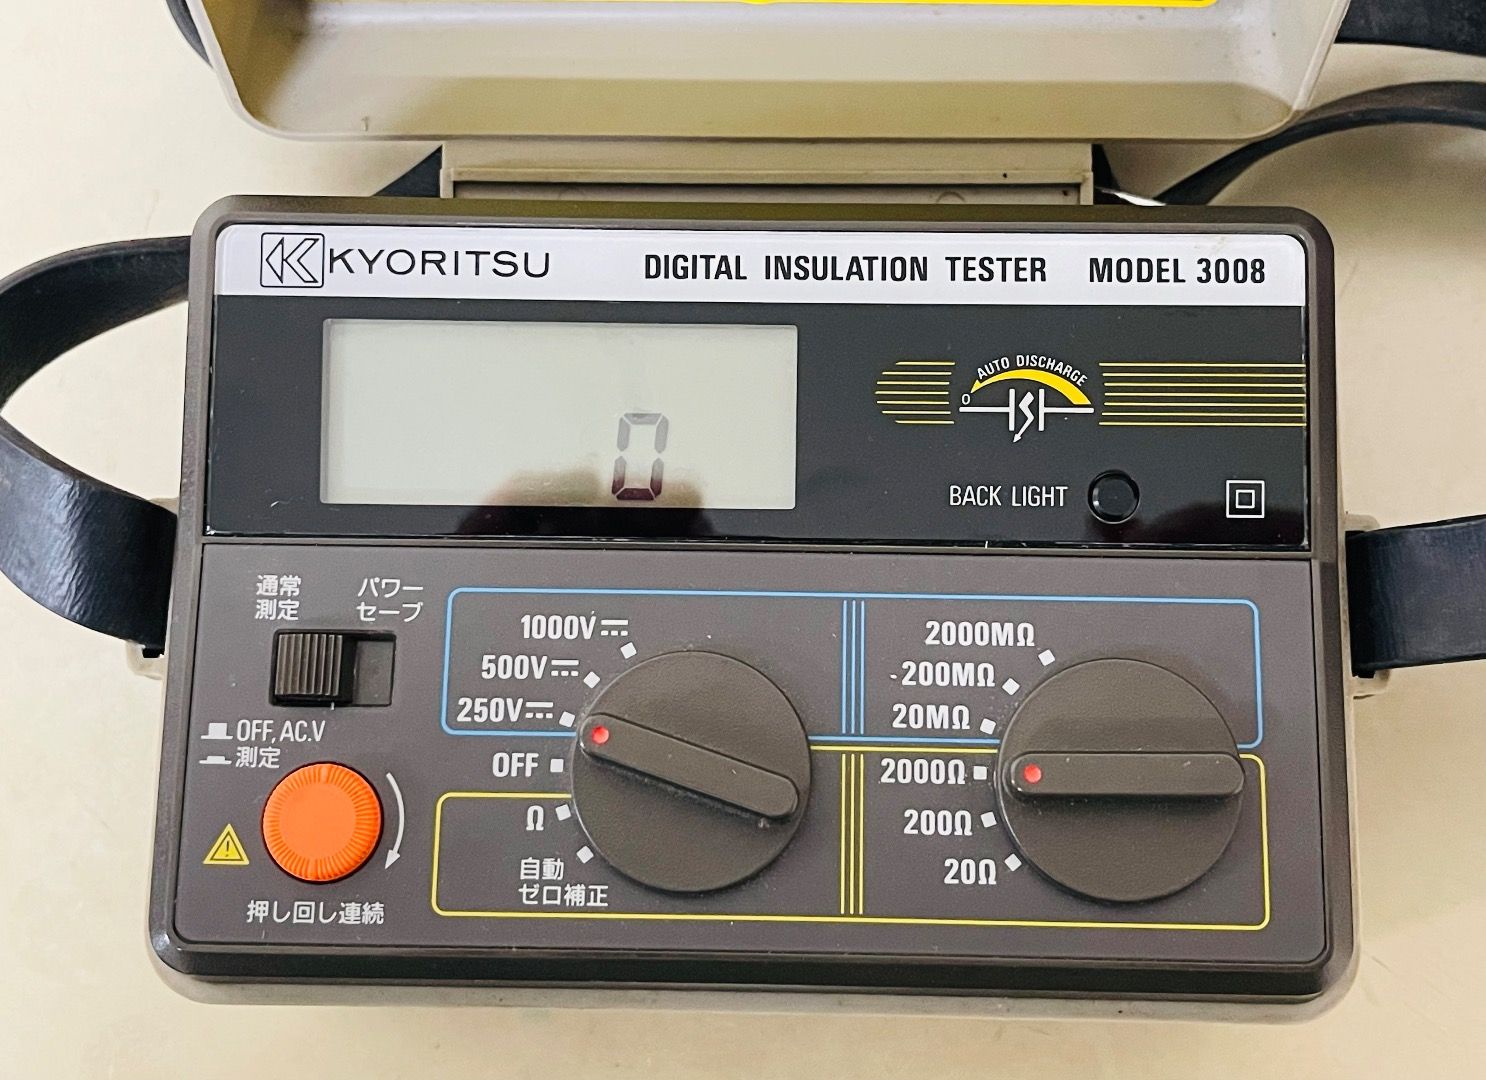 KYORITSU DIGITAL INSULATION TESTER MODEL 3008
AUTO DISCHARGE
0
0
BACK LIGHT
通常
測定
パワー
セーブ
OFF, AC.V
測定
押し回し連続
1000V
500V
250V
OFF
Ω
自動
ゼロ補正
2000MΩ
200MΩ
20MΩ
2000Ω
200Ω
20Ω